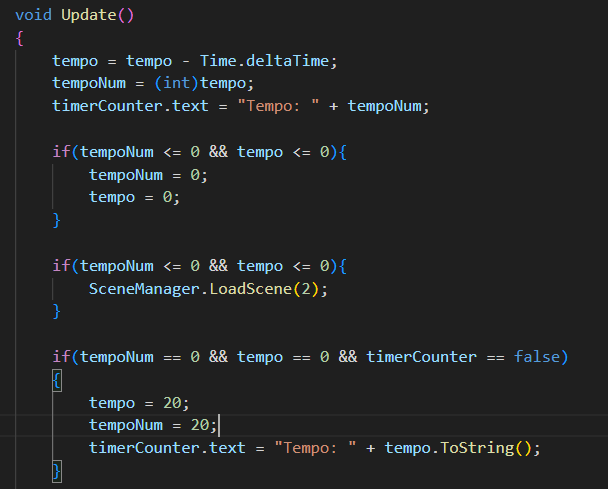 void Update()
{
tempo = tempo - Time.deltaTime;
tempoNum = (int)tempo;
timerCounter.text = "Tempo: " + tempoNum;
if(tempoNum <= 0 && tempo <= 0){
tempoNum = 0;
tempo = 0;
}
if(tempoNum <= 0 && tempo <= 0){
SceneManager.LoadScene(2);
}
if(tempoNum == 0 && tempo == 0 && timerCounter == false)
{
tempo = 20;
tempoNum = 20;
timerCounter.text = "Tempo: " + tempo.ToString();
}